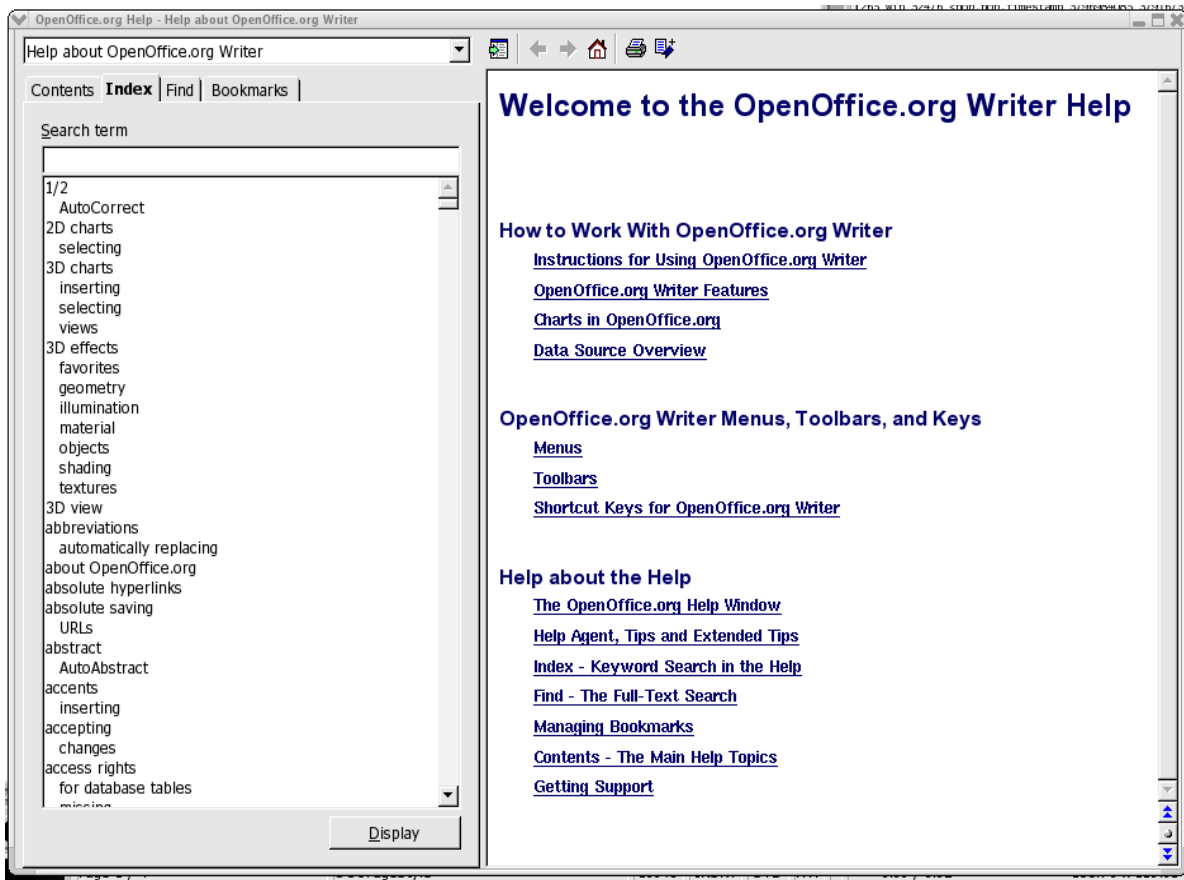 OpenOffice.org Help - Help about OpenOffice.org Writer
Help about OpenOffice.org Writer
Contents Index Find Bookmarks
Search term
1/2
AutoCorrect
2D charts
selecting
3D charts
inserting
selecting
views
3D effects
favorites
geometry
illumination
material
objects
shading
textures
3D view
abbreviations
automatically replacing
about OpenOffice.org
absolute hyperlinks
absolute saving
URLs
abstract
AutoAbstract
accents
inserting
accepting
changes
access rights
for database tables
missing
Display
Welcome to the OpenOffice.org Writer Help
How to Work With OpenOffice.org Writer
Instructions for Using OpenOffice.org Writer
OpenOffice.org Writer Features
Charts in OpenOffice.org
Data Source Overview
OpenOffice.org Writer Menus, Toolbars, and Keys
Menus
Toolbars
Shortcut Keys for OpenOffice.org Writer
Help about the Help
The OpenOffice.org Help Window
Help Agent, Tips and Extended Tips
Index - Keyword Search in the Help
Find - The Full-Text Search
Managing Bookmarks
Contents - The Main Help Topics
Getting Support